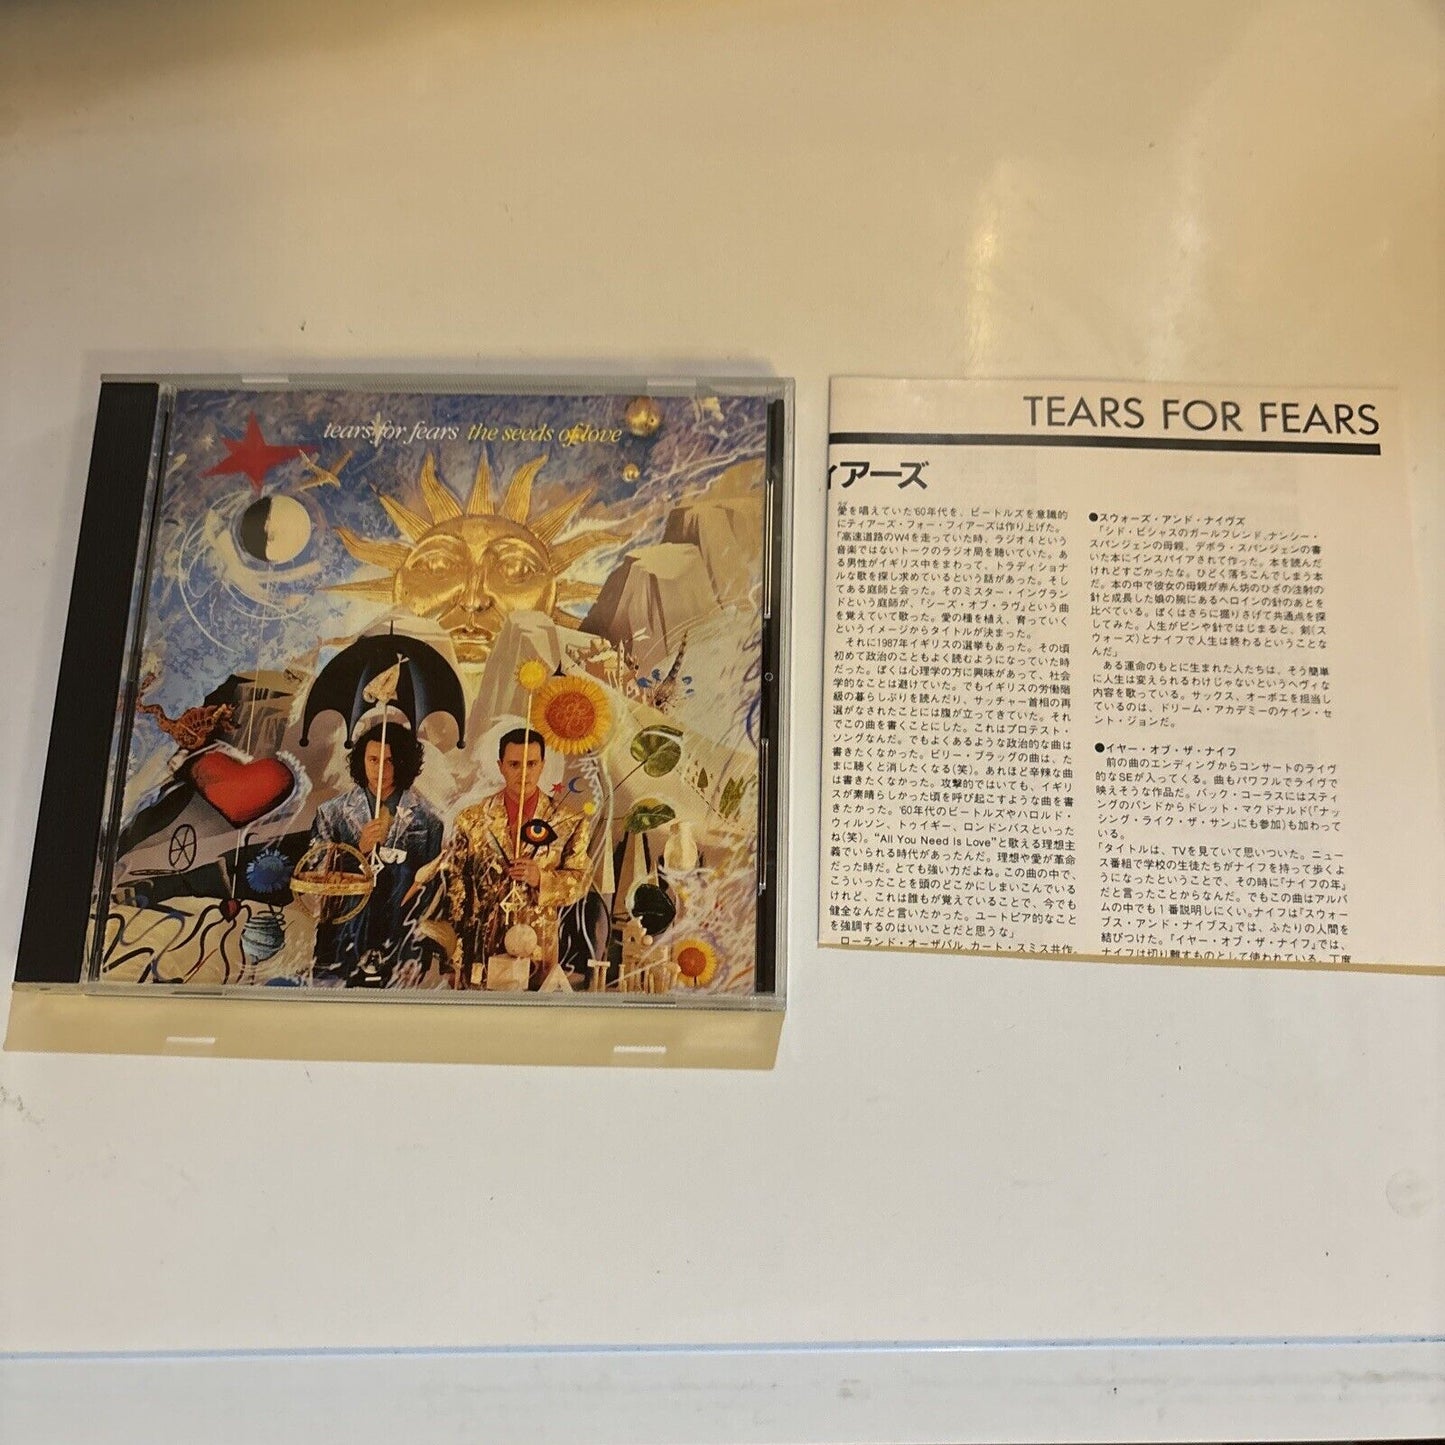 tears for fears the seeds of love
TEARS FOR FEARS
ィアーズ
愛を唱えていた'60年代を、ビートルズを意識的
にティアーズ・フォー・フィアーズは作り上げた。
「高速道路のW4を走っていた時、ラジオ4という
音楽ではないトークのラジオ局を聴いていた。あ
る男性がイギリス中をまわって、トラディショナ
ルな歌を探し求めているという話があった。そし
てある庭師と会った。そのミスター・イングラン
ドという庭師が、「シーズ・オブ・ラヴ」という曲
を覚えていて歌った。愛の種を植え、育っていく
というイメージからタイトルが決まった。
それに1987年イギリスの選挙もあった。その頃
初めて政治のこともよく読むようになっていた時
だった。ぼくは心理学の方に興味があって、社会
学的なことは避けていた。でもイギリスの労働階
級の暮らしぶりを読んだり、サッチャー首相の再
選がなされたことには腹が立ってきていた。それ
でこの曲を書くことにした。これはプロテスト・
ソングなんだ。でもよくあるような政治的な曲は
書きたくなかった。ビリー・ブラッグの曲は、た
まに聴くと消したくなる(笑)。あれほど辛辣な曲
は書きたくなかった。攻撃的ではいても、イギリ
スが素晴らしかった頃を呼び起こすような曲を書
きたかった。'60年代のビートルズやハロルド・
ウィルソン、トゥイギー、ロンドンバスといった
ね(笑)。“All You Need Is Love”と歌える理想主
義でいられる時代があったんだ。理想や愛が革命
だった時だ。とても強い力だよね。この曲の中で、
こういったことを頭のどこかにしまいこんでいる
けれど、これは誰もが覚えていることで、今でも
健全なんだと言いたかった。ユートピア的なこと
を強調するのはいいことだと思うな」
ローランド・オーザバル、カート・スミス共作。
●スウォーズ・アンド・ナイヴズ
「シド・ビシャスのガールフレンド、ナンシー・
スパンジェンの母親、デボラ・スパンジェンの書
いた本にインスパイアされて作った。本を読んだ
けれどすごかったな。ひどく落ちこんでしまう本
だ。本の中で彼女の母親が赤ん坊のひざの注射の
針と成長した娘の腕にあるヘロインの針のあとを
比べている。ぼくはさらに掘りさげて共通点を探
してみた。人生がピンや針ではじまると、剣(ス
ウォーズ)とナイフで人生は終わるということな
んだ」
ある運命のもとに生まれた人たちは、そう簡単
に人生は変えられるわけじゃないというヘヴィな
内容を歌っている。サックス、オーボエを担当し
ているのは、ドリーム・アカデミーのケイン・セ
ント・ジョンだ。
●イヤー・オブ・ザ・ナイフ
前の曲のエンディングからコンサートのライヴ
的なSEが入ってくる。曲もパワフルでライヴで
映えそうな作品だ。バック・コーラスにはスティ
ングのバンドからドレット・マクドナルド(「ナッ
シング・ライク・ザ・サン」にも参加)も加わって
いる。
「タイトルは、TVを見ていて思いついた。ニュー
ス番組で学校の生徒たちがナイフを持って歩くよ
うになったということで、その時に「ナイフの年」
だと言ったことからなんだ。でもこの曲はアルバ
ムの中でも1番説明しにくい。ナイフは「スウォー
ブス・アンド・ナイブス」では、ふたりの人間を
結びつけた。「イヤー・オブ・ザ・ナイフ」では、
ナイフは切り離すものとして使われている。丁度